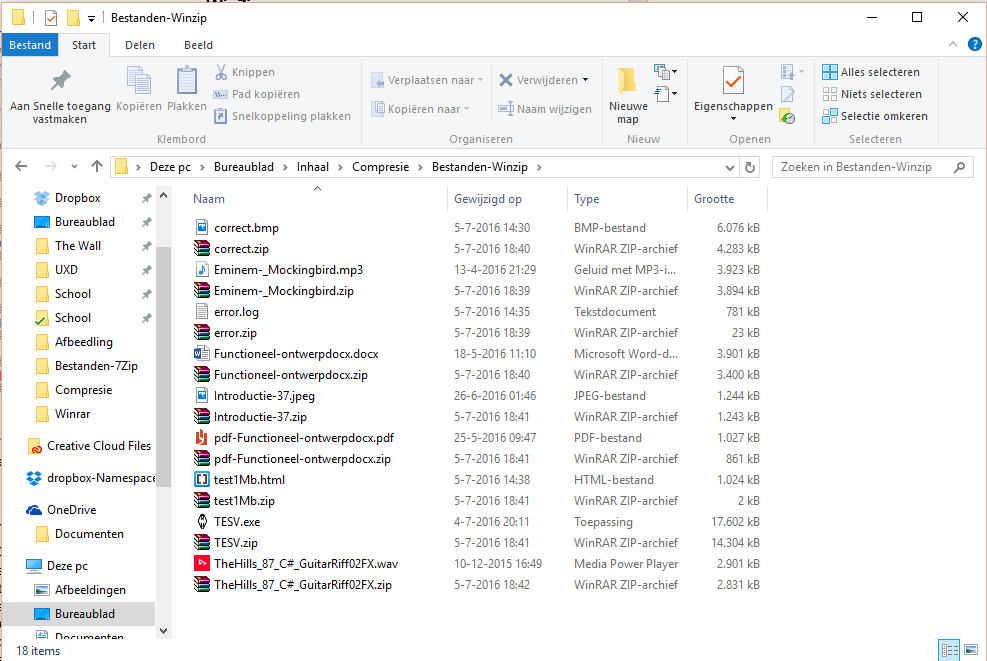 Bestanden-Winzip
Bestand Start Delen Beeld
Aan Snelle toegang vastmaken
Kopiëren
Plakken
Knippen
Pad kopiëren
Snelkoppeling plakken
Klembord
Verplaatsen naar
Kopiëren naar
Verwijderen
Naam wijzigen
Organiseren
Nieuwe map
Nieuw
Eigenschappen
Openen
Alles selecteren
Niets selecteren
Selectie omkeren
Selecteren
Deze pc > Bureaublad > Inhaal > Compresie > Bestanden-Winzip >
Zoeken in Bestanden-Winzip
Dropbox
Bureaublad
The Wall
UXD
School
School
Afbeedling
Bestanden-7Zip
Compresie
Winrar
Creative Cloud Files
dropbox-Namespace
OneDrive
Documenten
Deze pc
Afbeeldingen
Bureaublad
Documenten
Naam Gewijzigd op Type Grootte
correct.bmp 5-7-2016 14:30 BMP-bestand 6.076 kB
correct.zip 5-7-2016 18:40 WinRAR ZIP-archief 4.283 kB
Eminem-_Mockingbird.mp3 13-4-2016 21:29 Geluid met MP3-i... 3.923 kB
Eminem-_Mockingbird.zip 5-7-2016 18:39 WinRAR ZIP-archief 3.894 kB
error.log 5-7-2016 14:35 Tekstdocument 781 kB
error.zip 5-7-2016 18:39 WinRAR ZIP-archief 23 kB
Functioneel-ontwerpdocx.docx 18-5-2016 11:10 Microsoft Word-d... 3.901 kB
Functioneel-ontwerpdocx.zip 5-7-2016 18:40 WinRAR ZIP-archief 3.400 kB
Introductie-37.jpeg 26-6-2016 01:46 JPEG-bestand 1.244 kB
Introductie-37.zip 5-7-2016 18:41 WinRAR ZIP-archief 1.243 kB
pdf-Functioneel-ontwerpdocx.pdf 25-5-2016 09:47 PDF-bestand 1.027 kB
pdf-Functioneel-ontwerpdocx.zip 5-7-2016 18:41 WinRAR ZIP-archief 861 kB
test1Mb.html 5-7-2016 14:38 HTML-bestand 1.024 kB
test1Mb.zip 5-7-2016 18:41 WinRAR ZIP-archief 2 kB
TESV.exe 4-7-2016 20:11 Toepassing 17.602 kB
TESV.zip 5-7-2016 18:41 WinRAR ZIP-archief 14.304 kB
TheHills_87_C#_GuitarRiff02FX.wav 10-12-2015 16:49 Media Power Player 2.901 kB
TheHills_87_C#_GuitarRiff02FX.zip 5-7-2016 18:42 WinRAR ZIP-archief 2.831 kB
18 items